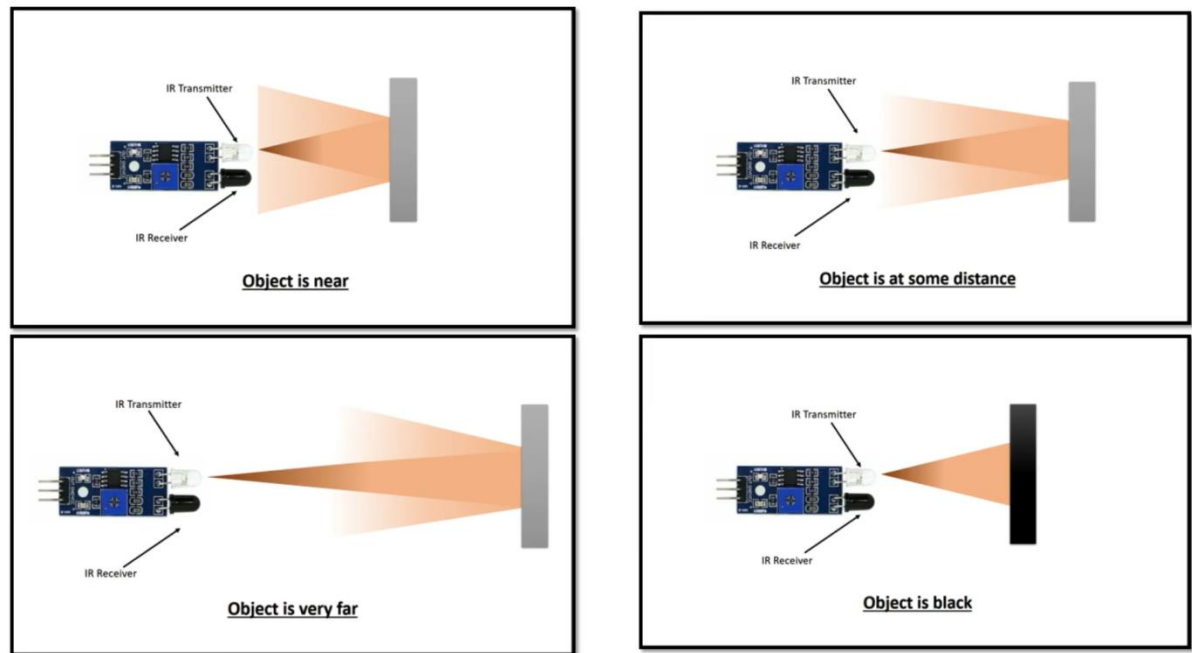 IR Transmitter
IR Receiver
Object is near
IR Transmitter
IR Receiver
Object is at some distance
IR Transmitter
IR Receiver
Object is very far
IR Transmitter
IR Receiver
Object is black